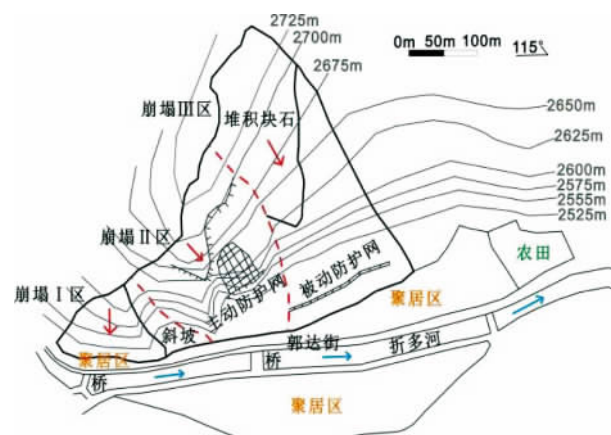 2725m
2700m
2675m
0m 50m 100m
115°
2650m
2625m
2600m
2575m
2555m
2525m
崩塌Ⅲ区
堆积块石
崩塌Ⅱ区
崩塌Ⅰ区
主动防护网
被动防护网
农田
聚居区
斜坡
聚居区
郭达街
桥
桥
折多河
聚居区